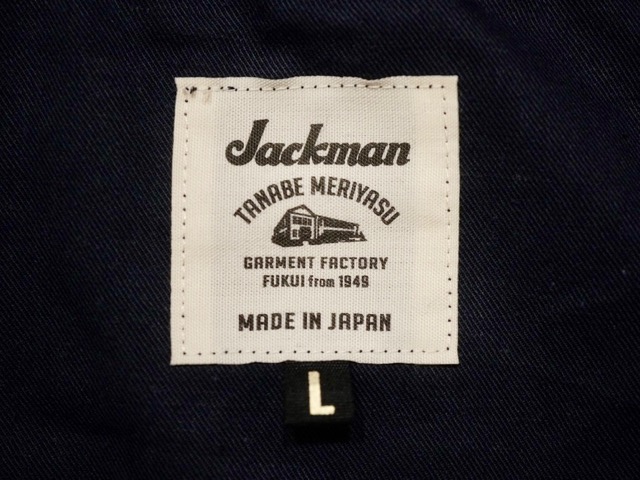 Jackman
TANABE MERIYASU
GARMENT FACTORY
FUKUI from 1949
MADE IN JAPAN
L